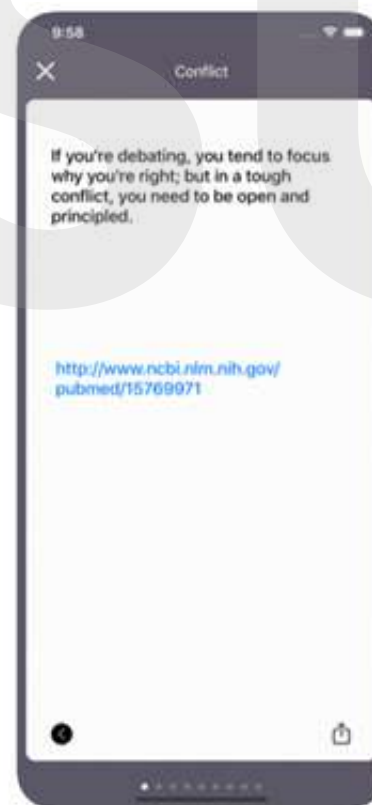 9:58
Conflict
If you're debating, you tend to focus
why you're right; but in a tough
conflict, you need to be open and
principled.
http://www.ncbi.nlm.nih.gov/
pubmed/15769971